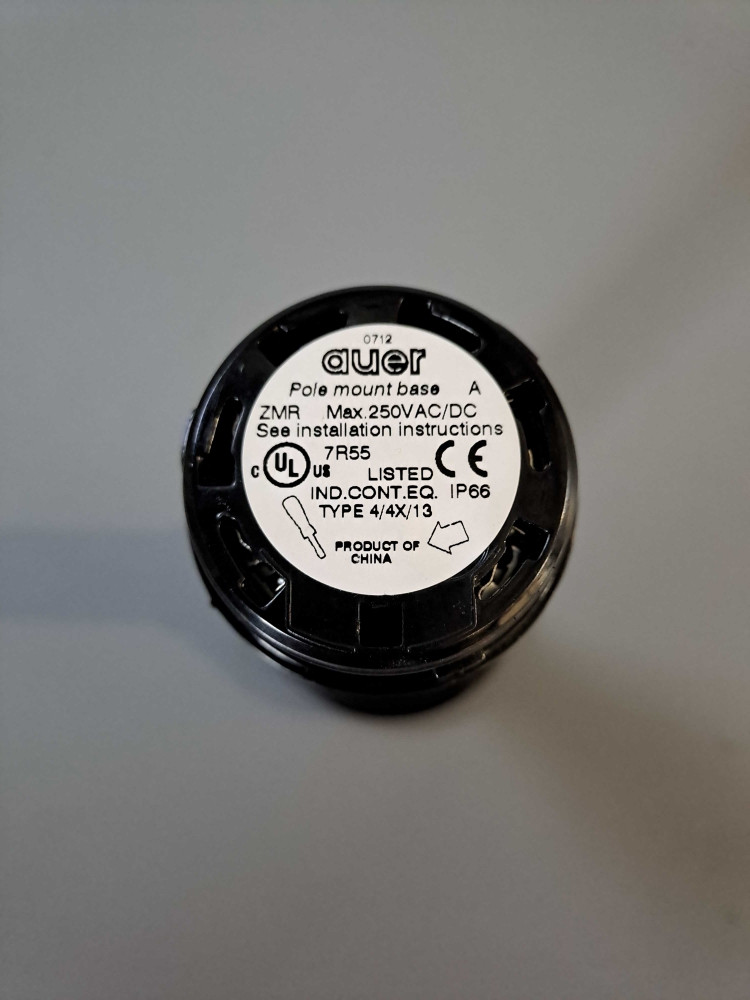 0712
auer
Pole mount base A
ZMR Max.250VAC/DC
See installation instructions
C UL US 7R55 LISTED CE
IND.CONT.EQ. IP66
TYPE 4/4X/13
PRODUCT OF
CHINA